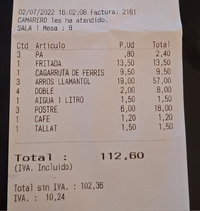 02/07/2022 16:02:08 Factura: 2161
CAMARERO les ha atendido.
SALA 1 Mesa : 9
Ctd Articulo P.Ud Total
3 PA ,80 2,40
1 FRITADA 13,50 13,50
1 CAGARRUTA DE FERRIS 9,50 9,50
3 ARROS LLAMANTOL 19,00 57,00
4 DOBLE 2,00 8,00
1 AIGUA 1 LITRO 1,50 1,50
3 POSTRE 6,00 18,00
1 CAFE 1,20 1,20
1 TALLAT 1,50 1,50
Total : 112,60
(IVA. Incluido)
Total sin IVA. : 102,36
IVA. : 10,24